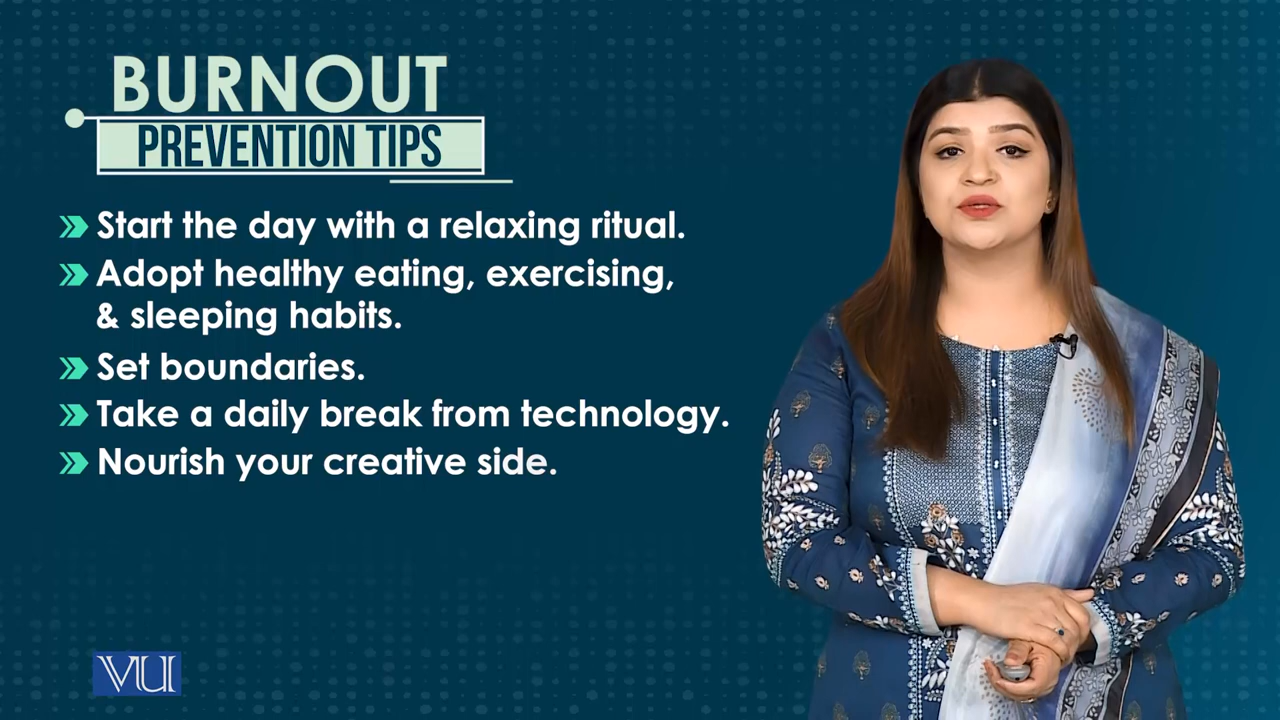 BURNOUT
PREVENTION TIPS
Start the day with a relaxing ritual.
Adopt healthy eating, exercising,
& sleeping habits.
Set boundaries.
Take a daily break from technology.
Nourish your creative side.
VU